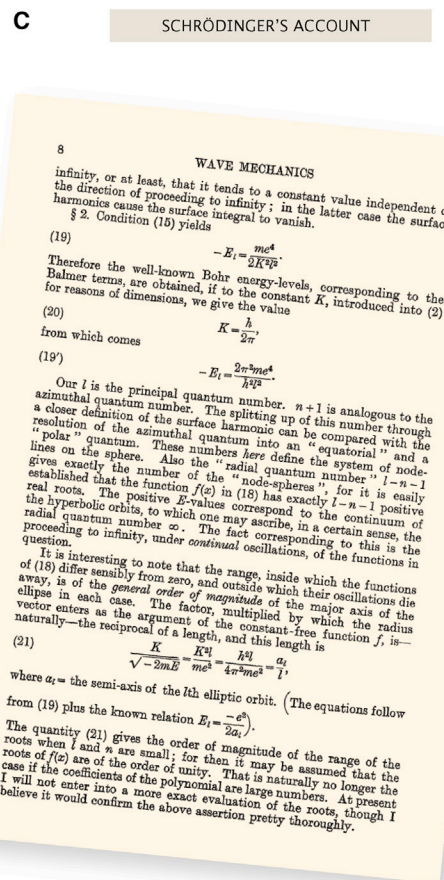 C
SCHRÖDINGER'S ACCOUNT
8
WAVE MECHANICS
infinity, or at least, that it tends to a constant value independent
the direction of proceeding to infinity ; in the latter case the surfac
harmonics cause the surface integral to vanish.
§ 2. Condition (15) yields
(19) −E_l = me⁴/2K²l².
Therefore the well-known Bohr energy-levels, corresponding to the
Balmer terms, are obtained, if to the constant K, introduced into (2)
for reasons of dimensions, we give the value
(20) K = h/2π,
from which comes
(19′) −E_l = 2π²me⁴/h²l².
Our l is the principal quantum number. n + 1 is analogous to the
azimuthal quantum number. The splitting up of this number through
a closer definition of the surface harmonic can be compared with the
resolution of the azimuthal quantum into an "equatorial" and a
"polar" quantum. These numbers here define the system of node-
lines on the sphere. Also the "radial quantum number" l−n−1
gives exactly the number of the "node-spheres", for it is easily
established that the function f(x) in (18) has exactly l−n−1 positive
real roots. The positive E-values correspond to the continuum of
the hyperbolic orbits, to which one may ascribe, in a certain sense, the
radial quantum number ∞. The fact corresponding to this is the
proceeding to infinity, under continual oscillations, of the functions in
question.
It is interesting to note that the range, inside which the functions
of (18) differ sensibly from zero, and outside which their oscillations die
away, is of the general order of magnitude of the major axis of the
ellipse in each case. The factor, multiplied by which the radius
vector enters as the argument of the constant-free function f, is—
naturally—the reciprocal of a length, and this length is
(21) K/√−2mE = K²l/me² = h²l/4π²me² = a_l/l,
where a_l = the semi-axis of the lth elliptic orbit. (The equations follow
from (19) plus the known relation E_l = −e²/2a_l).
The quantity (21) gives the order of magnitude of the range of the
roots when l and n are small ; for then it may be assumed that the
roots of f(x) are of the order of unity. That is naturally no longer the
case if the coefficients of the polynomial are large numbers. At present
I will not enter into a more exact evaluation of the roots, though I
believe it would confirm the above assertion pretty thoroughly.